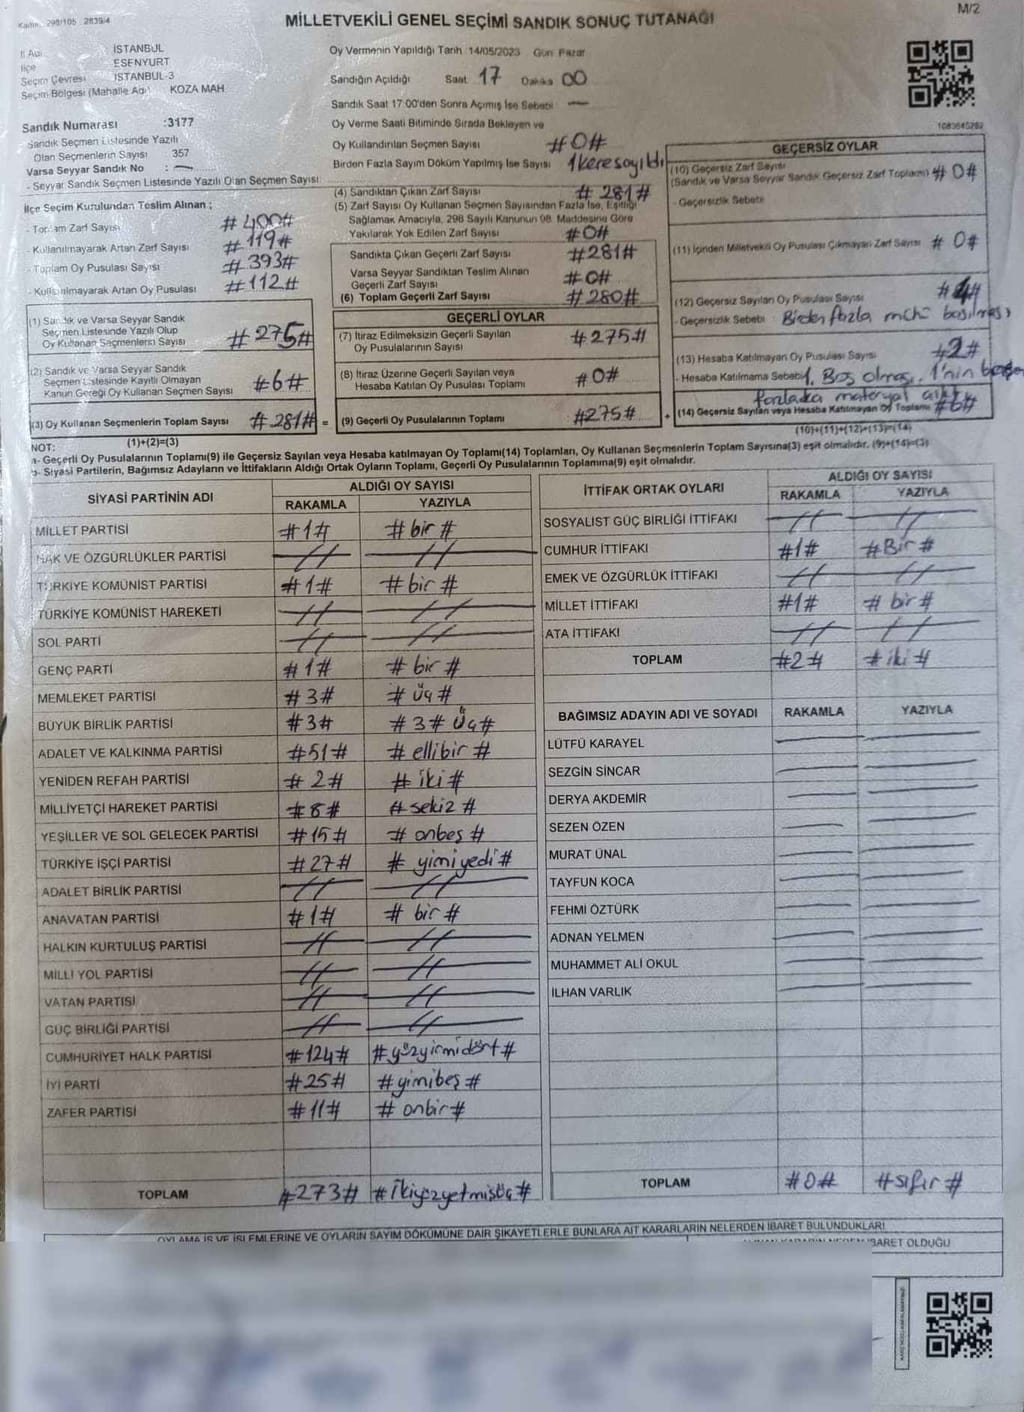 MİLLETVEKİLİ GENEL SEÇİMİ SANDIK SONUÇ TUTANAĞI
M/2
İl Adı İSTANBUL
İlçe ESENYURT
Seçim Çevresi İSTANBUL-3
Seçim Bölgesi (Mahalle Adı) KOZA MAH
Sandık Numarası :3177
Sandık Seçmen Listesinde Yazılı
Olan Seçmenlerin Sayısı 357
Varsa Seyyar Sandık No : —
- Seyyar Sandık Seçmen Listesinde Yazılı Olan Seçmen Sayısı:
İlçe Seçim Kurulundan Teslim Alınan ;
- Toplam Zarf Sayısı #400#
- Kullanılmayarak Artan Zarf Sayısı #119#
- Toplam Oy Pusulası Sayısı #393#
- Kullanılmayarak Artan Oy Pusulası #112#
(1) Sandık ve Varsa Seyyar Sandık
Seçmen Listesinde Yazılı Olup
Oy Kullanan Seçmenlerin Sayısı #275#
(2) Sandık ve Varsa Seyyar Sandık
Seçmen Listesinde Kayıtlı Olmayan
Kanun Gereği Oy Kullanan Seçmen Sayısı #6#
(3) Oy Kullanan Seçmenlerin Toplam Sayısı #281# =
(1)+(2)=(3)
Oy Vermenin Yapıldığı Tarih 14/05/2023 Gün Pazar
Sandığın Açıldığı Saat 17 Dakika 00
Sandık Saat 17:00'den Sonra Açımış İse Sebebi —
Oy Verme Saati Bitiminde Sırada Bekleyen ve
Oy Kullandırılan Seçmen Sayısı #0#
Birden Fazla Sayım Döküm Yapılmış İse Sayısı 1 kere sayıldı
(4) Sandıktan Çıkan Zarf Sayısı #281#
(5) Zarf Sayısı Oy Kullanan Seçmen Sayısından Fazla İse, Eşitliği
Sağlamak Amacıyla, 298 Sayılı Kanunun 98. Maddesine Göre
Yakılarak Yok Edilen Zarf Sayısı #0#
Sandıkta Çıkan Geçerli Zarf Sayısı #281#
Varsa Seyyar Sandıktan Teslim Alınan
Geçerli Zarf Sayısı #0#
(6) Toplam Geçerli Zarf Sayısı #280#
GEÇERLİ OYLAR
(7) İtiraz Edilmeksizin Geçerli Sayılan
Oy Pusulalarının Sayısı #275#
(8) İtiraz Üzerine Geçerli Sayılan veya
Hesaba Katılan Oy Pusulası Toplamı #0#
(9) Geçerli Oy Pusulalarının Toplamı #275# +
1083645262
GEÇERSİZ OYLAR
(10) Geçersiz Zarf Sayısı
(Sandık ve Varsa Seyyar Sandık Geçersiz Zarf Toplamı) #0#
- Geçersizlik Sebebi
(11) İçinden Milletvekili Oy Pusulası Çıkmayan Zarf Sayısı #0#
(12) Geçersiz Sayılan Oy Pusulası Sayısı #4#
- Geçersizlik Sebebi Birden fazla mühür basılması
(13) Hesaba Katılmayan Oy Pusulası Sayısı #2#
- Hesaba Katılmama Sebebi 1. Boş olması, 1'nin
fazlaca materyal
(14) Geçersiz Sayılan veya Hesaba Katılmayan Oy Toplamı #6#
(10)+(11)+(12)+(13)=(14)
NOT:
a- Geçerli Oy Pusulalarının Toplamı(9) ile Geçersiz Sayılan veya Hesaba katılmayan Oy Toplamı(14) Toplamları, Oy Kullanan Seçmenlerin Toplam Sayısına(3) eşit olmalıdır. (9)+(14)=(3)
b- Siyasi Partilerin, Bağımsız Adayların ve İttifakların Aldığı Ortak Oyların Toplamı, Geçerli Oy Pusulalarının Toplamına(9) eşit olmalıdır.
SİYASİ PARTİNİN ADI ALDIĞI OY SAYISI
RAKAMLA YAZIYLA
MİLLET PARTİSİ #1# #bir#
HAK VE ÖZGÜRLÜKLER PARTİSİ
TÜRKİYE KOMÜNİST PARTİSİ #1# #bir#
TÜRKİYE KOMÜNİST HAREKETİ
SOL PARTİ
GENÇ PARTİ #1# #bir#
MEMLEKET PARTİSİ #3# #üç#
BÜYÜK BİRLİK PARTİSİ #3# #3# üç#
ADALET VE KALKINMA PARTİSİ #51# #ellibir#
YENİDEN REFAH PARTİSİ #2# #iki#
MİLLİYETÇİ HAREKET PARTİSİ #8# #sekiz#
YEŞİLLER VE SOL GELECEK PARTİSİ #15# #onbeş#
TÜRKİYE İŞÇİ PARTİSİ #27# #yimiyedi#
ADALET BİRLİK PARTİSİ
ANAVATAN PARTİSİ #1# #bir#
HALKIN KURTULUŞ PARTİSİ
MİLLİ YOL PARTİSİ
VATAN PARTİSİ
GÜÇ BİRLİĞİ PARTİSİ
CUMHURİYET HALK PARTİSİ #124# #yüzyirmidört#
İYİ PARTİ #25# #yimibeş#
ZAFER PARTİSİ #11# #onbir#
TOPLAM #273# #ikiyüzyetmişüç#
İTTİFAK ORTAK OYLARI ALDIĞI OY SAYISI
RAKAMLA YAZIYLA
SOSYALIST GÜÇ BİRLİĞİ İTTİFAKI
CUMHUR İTTİFAKI #1# #Bir#
EMEK VE ÖZGÜRLÜK İTTİFAKI
MİLLET İTTİFAKI #1# #bir#
ATA İTTİFAKI
TOPLAM #2# #iki#
BAĞIMSIZ ADAYIN ADI VE SOYADI RAKAMLA YAZIYLA
LÜTFÜ KARAYEL
SEZGİN SİNCAR
DERYA AKDEMİR
SEZEN ÖZEN
MURAT ÜNAL
TAYFUN KOCA
FEHMİ ÖZTÜRK
ADNAN YELMEN
MUHAMMET ALİ OKUL
İLHAN VARLIK
TOPLAM #0# #sıfır#
OYLAMA İŞ VE İŞLEMLERİNE VE OYLARIN SAYIM DÖKÜMÜNE DAİR ŞİKAYETLERLE BUNLARA AİT KARARLARIN NELERDEN İBARET BULUNDUKLARI
İBARET OLDUĞU